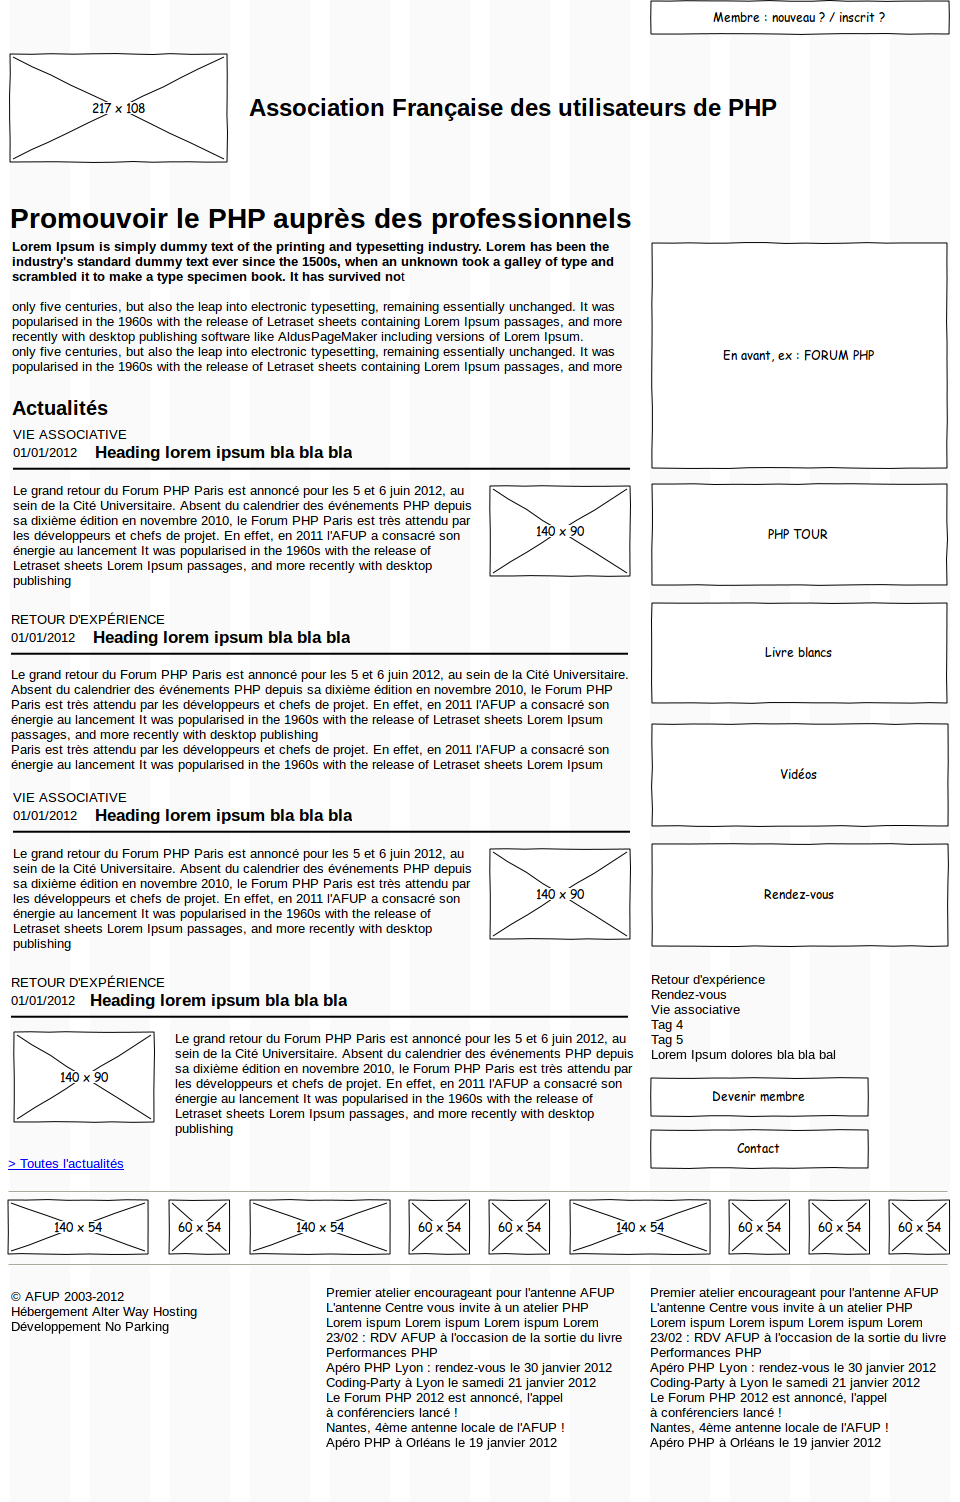 Membre : nouveau ? / inscrit ?
217 x 108
Association Française des utilisateurs de PHP
Promouvoir le PHP auprès des professionnels
Lorem Ipsum is simply dummy text of the printing and typesetting industry. Lorem has been the
industry's standard dummy text ever since the 1500s, when an unknown took a galley of type and
scrambled it to make a type specimen book. It has survived not
only five centuries, but also the leap into electronic typesetting, remaining essentially unchanged. It was
popularised in the 1960s with the release of Letraset sheets containing Lorem Ipsum passages, and more
recently with desktop publishing software like AldusPageMaker including versions of Lorem Ipsum.
only five centuries, but also the leap into electronic typesetting, remaining essentially unchanged. It was
popularised in the 1960s with the release of Letraset sheets containing Lorem Ipsum passages, and more
Actualités
VIE ASSOCIATIVE
01/01/2012 Heading lorem ipsum bla bla bla
Le grand retour du Forum PHP Paris est annoncé pour les 5 et 6 juin 2012, au
sein de la Cité Universitaire. Absent du calendrier des événements PHP depuis
sa dixième édition en novembre 2010, le Forum PHP Paris est très attendu par
les développeurs et chefs de projet. En effet, en 2011 l'AFUP a consacré son
énergie au lancement It was popularised in the 1960s with the release of
Letraset sheets Lorem Ipsum passages, and more recently with desktop
publishing
140 x 90
RETOUR D'EXPÉRIENCE
01/01/2012 Heading lorem ipsum bla bla bla
Le grand retour du Forum PHP Paris est annoncé pour les 5 et 6 juin 2012, au sein de la Cité Universitaire.
Absent du calendrier des événements PHP depuis sa dixième édition en novembre 2010, le Forum PHP
Paris est très attendu par les développeurs et chefs de projet. En effet, en 2011 l'AFUP a consacré son
énergie au lancement It was popularised in the 1960s with the release of Letraset sheets Lorem Ipsum
passages, and more recently with desktop publishing
Paris est très attendu par les développeurs et chefs de projet. En effet, en 2011 l'AFUP a consacré son
énergie au lancement It was popularised in the 1960s with the release of Letraset sheets Lorem Ipsum
VIE ASSOCIATIVE
01/01/2012 Heading lorem ipsum bla bla bla
Le grand retour du Forum PHP Paris est annoncé pour les 5 et 6 juin 2012, au
sein de la Cité Universitaire. Absent du calendrier des événements PHP depuis
sa dixième édition en novembre 2010, le Forum PHP Paris est très attendu par
les développeurs et chefs de projet. En effet, en 2011 l'AFUP a consacré son
énergie au lancement It was popularised in the 1960s with the release of
Letraset sheets Lorem Ipsum passages, and more recently with desktop
publishing
140 x 90
RETOUR D'EXPÉRIENCE
01/01/2012 Heading lorem ipsum bla bla bla
140 x 90
Le grand retour du Forum PHP Paris est annoncé pour les 5 et 6 juin 2012, au
sein de la Cité Universitaire. Absent du calendrier des événements PHP depuis
sa dixième édition en novembre 2010, le Forum PHP Paris est très attendu par
les développeurs et chefs de projet. En effet, en 2011 l'AFUP a consacré son
énergie au lancement It was popularised in the 1960s with the release of
Letraset sheets Lorem Ipsum passages, and more recently with desktop
publishing
> Toutes l'actualités
En avant, ex : FORUM PHP
PHP TOUR
Livre blancs
Vidéos
Rendez-vous
Retour d'expérience
Rendez-vous
Vie associative
Tag 4
Tag 5
Lorem Ipsum dolores bla bla bal
Devenir membre
Contact
140 x 54 60 x 54 140 x 54 60 x 54 60 x 54 140 x 54 60 x 54 60 x 54 60 x 54
© AFUP 2003-2012
Hébergement Alter Way Hosting
Développement No Parking
Premier atelier encourageant pour l'antenne AFUP
L'antenne Centre vous invite à un atelier PHP
Lorem ispum Lorem ispum Lorem ispum Lorem
23/02 : RDV AFUP à l'occasion de la sortie du livre
Performances PHP
Apéro PHP Lyon : rendez-vous le 30 janvier 2012
Coding-Party à Lyon le samedi 21 janvier 2012
Le Forum PHP 2012 est annoncé, l'appel
à conférenciers lancé !
Nantes, 4ème antenne locale de l'AFUP !
Apéro PHP à Orléans le 19 janvier 2012
Premier atelier encourageant pour l'antenne AFUP
L'antenne Centre vous invite à un atelier PHP
Lorem ispum Lorem ispum Lorem ispum Lorem
23/02 : RDV AFUP à l'occasion de la sortie du livre
Performances PHP
Apéro PHP Lyon : rendez-vous le 30 janvier 2012
Coding-Party à Lyon le samedi 21 janvier 2012
Le Forum PHP 2012 est annoncé, l'appel
à conférenciers lancé !
Nantes, 4ème antenne locale de l'AFUP !
Apéro PHP à Orléans le 19 janvier 2012